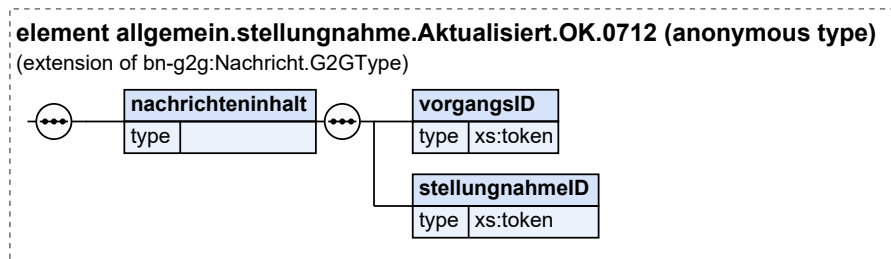 element allgemein.stellungnahme.Aktualisiert.OK.0712 (anonymous type)
(extension of bn-g2g:Nachricht.G2GType)
nachrichteninhalt
type
vorgangsID
type xs:token
stellungnahmeID
type xs:token